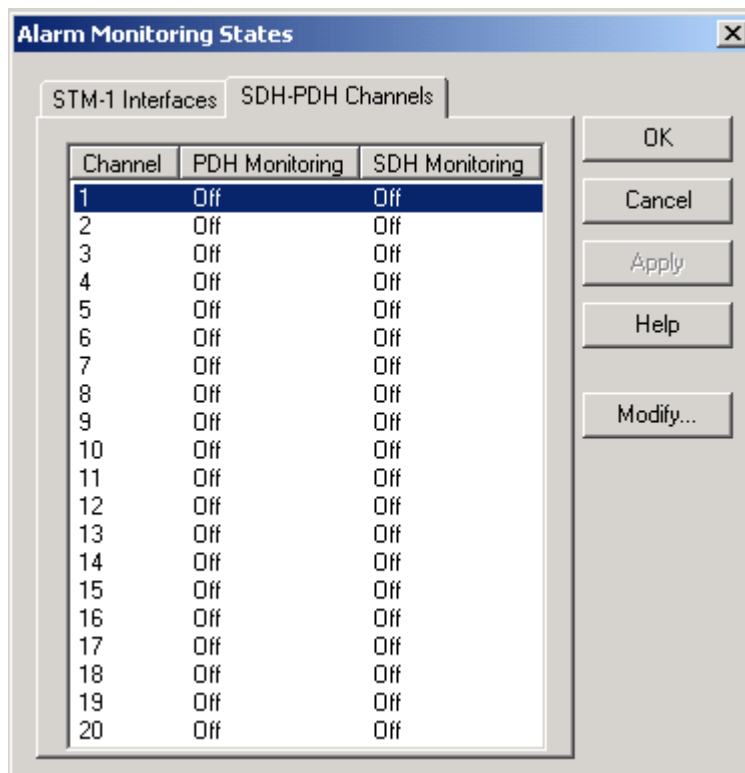 Alarm Monitoring States
STM-1 Interfaces SDH-PDH Channels
Channel PDH Monitoring SDH Monitoring
1 Off Off
2 Off Off
3 Off Off
4 Off Off
5 Off Off
6 Off Off
7 Off Off
8 Off Off
9 Off Off
10 Off Off
11 Off Off
12 Off Off
13 Off Off
14 Off Off
15 Off Off
16 Off Off
17 Off Off
18 Off Off
19 Off Off
20 Off Off
OK
Cancel
Apply
Help
Modify...